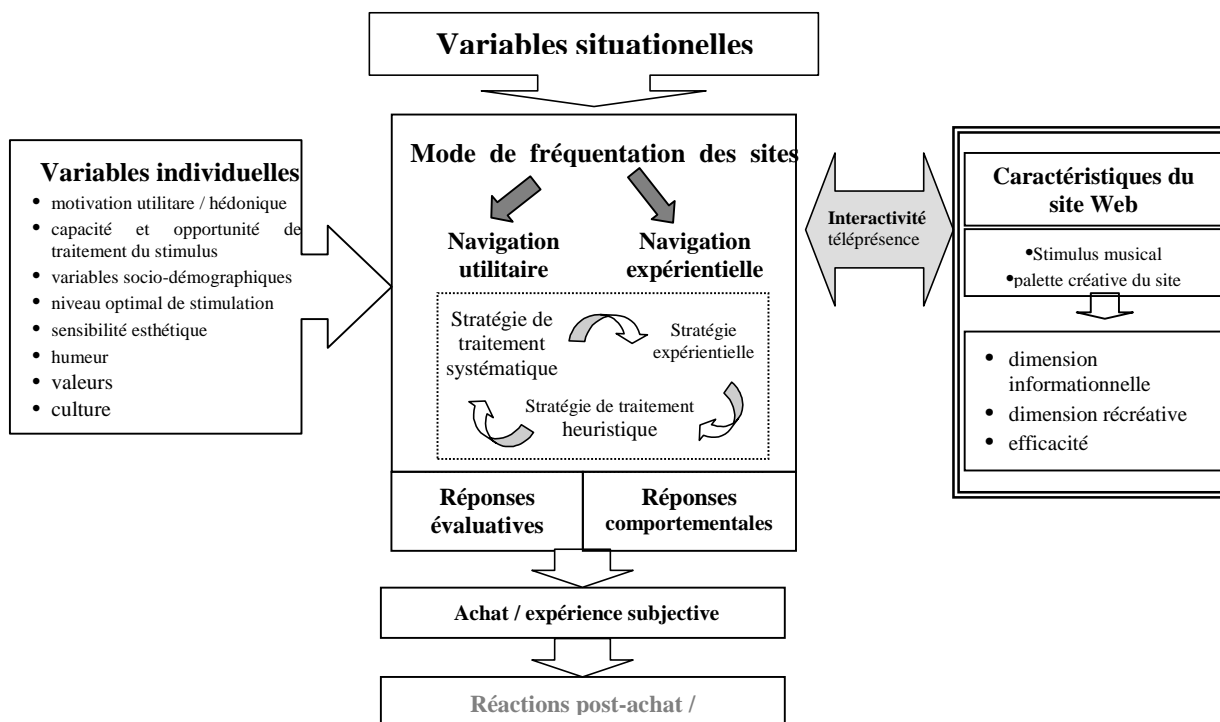 Variables situationelles
Variables individuelles
• motivation utilitare / hédonique
• capacité et opportunité de
traitement du stimulus
• variables socio-démographiques
• niveau optimal de stimulation
• sensibilité esthétique
• humeur
• valeurs
• culture
Mode de fréquentation des sites
Navigation
utilitaire
Navigation
expérientielle
Stratégie de
traitement
systématique
Stratégie
expérientielle
Stratégie de traitement
heuristique
Réponses
évaluatives
Réponses
comportementales
Interactivité
téléprésence
Caractéristiques du
site Web
•Stimulus musical
•palette créative du site
• dimension
informationnelle
• dimension récréative
• efficacité
Achat / expérience subjective
Réactions post-achat /